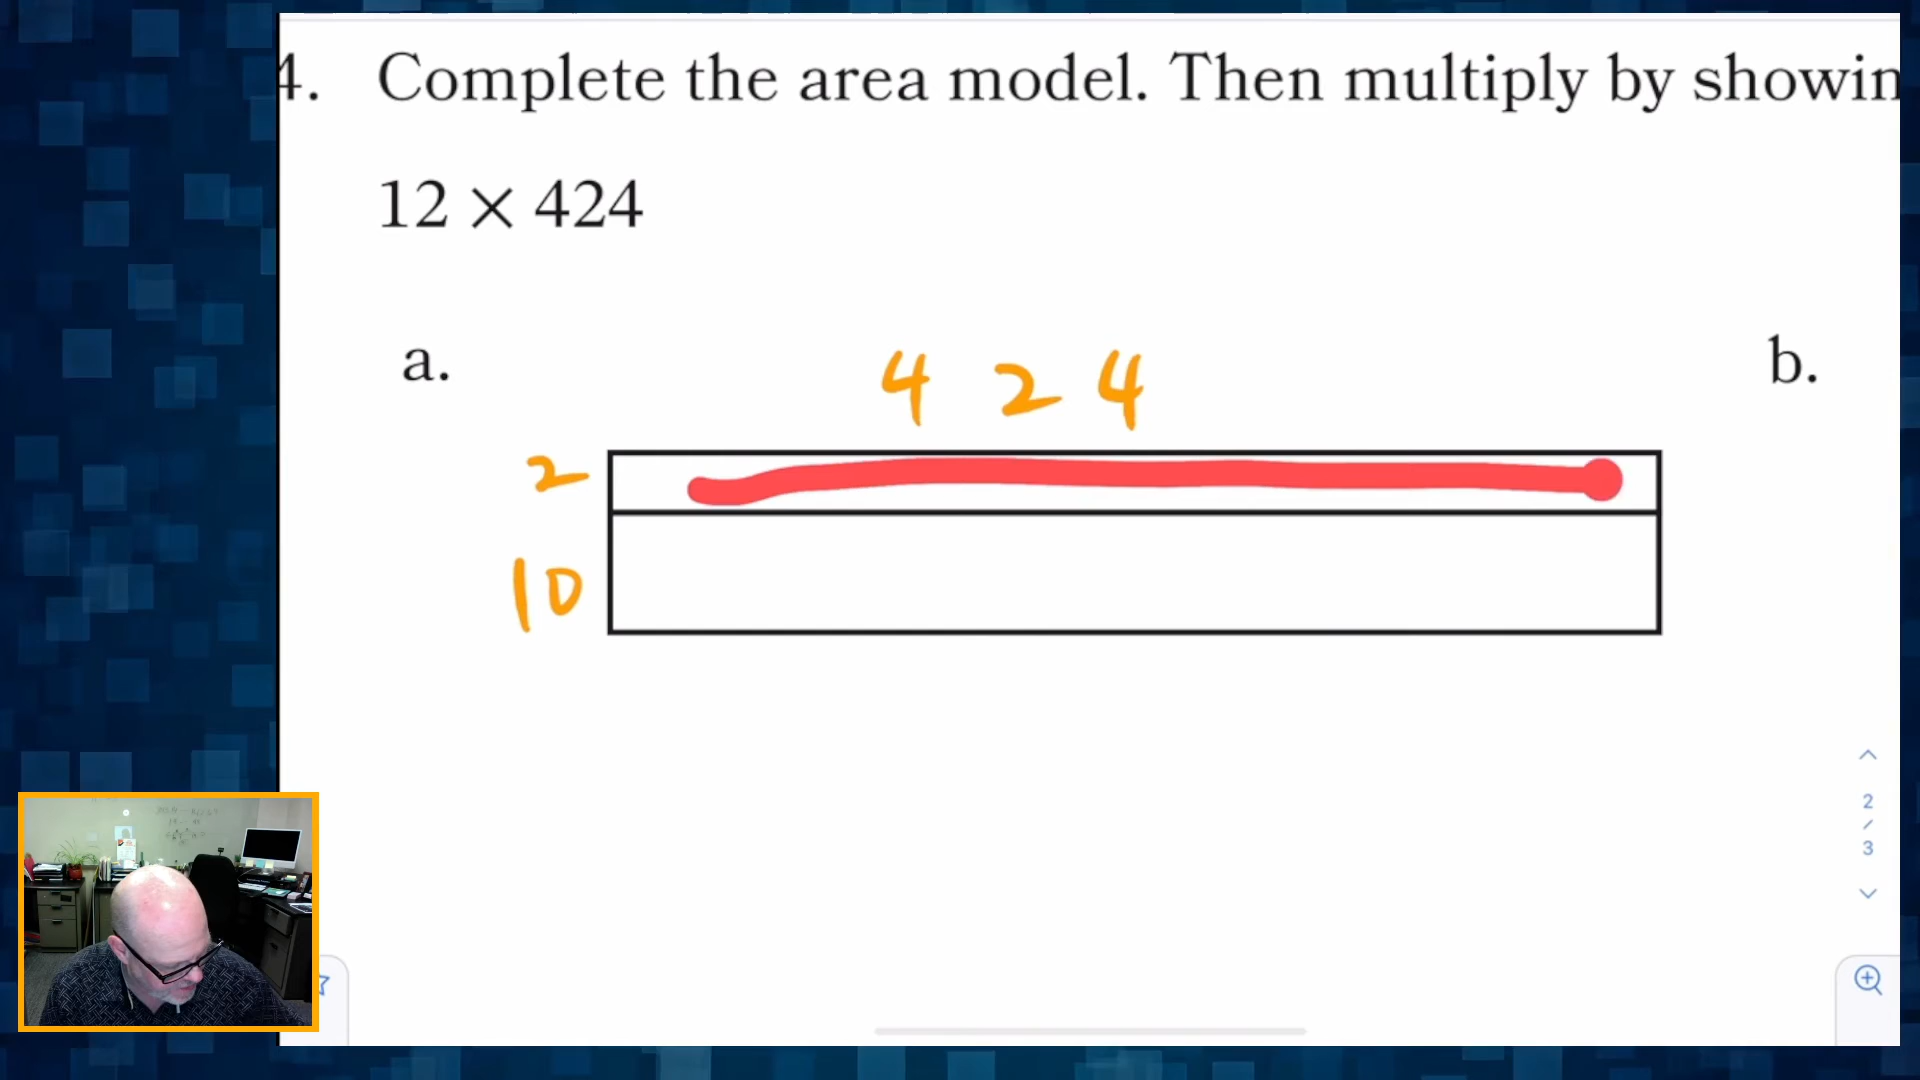 4. Complete the area model. Then multiply by showin
12 × 424
a.
b.
4 2 4
2
10
2
3